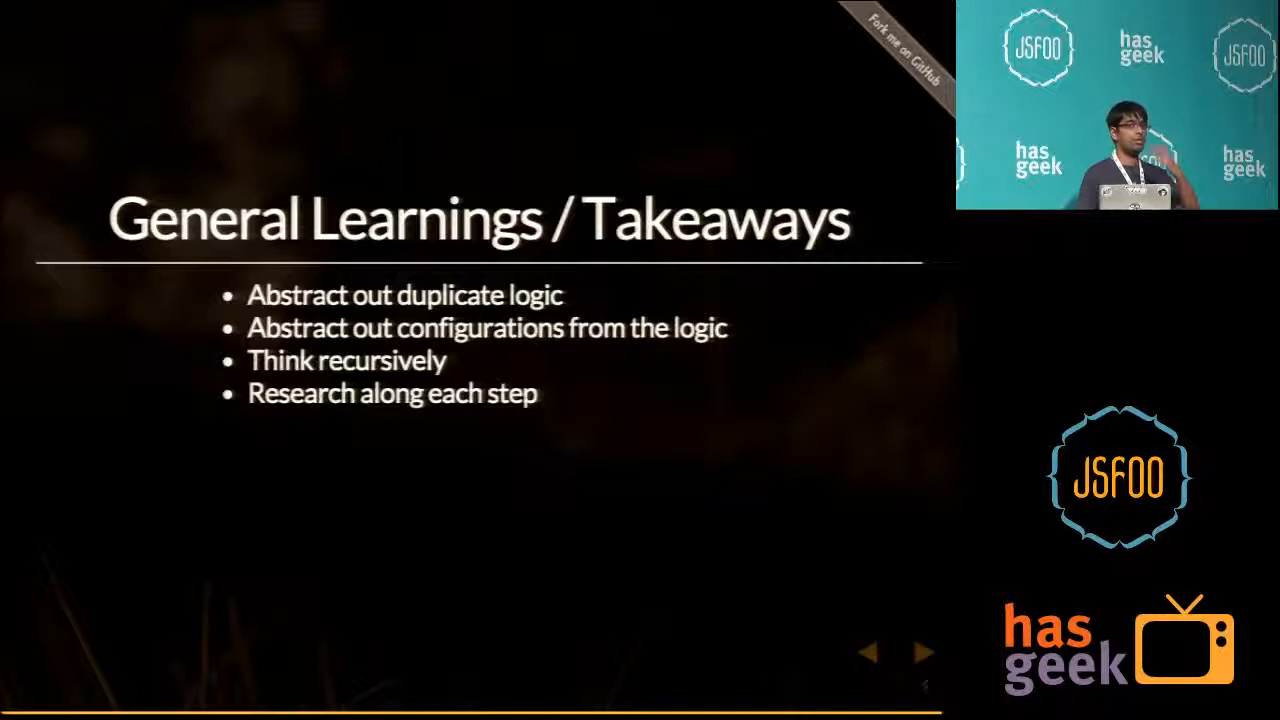 Fork me on GitHub
General Learnings / Takeaways
• Abstract out duplicate logic
• Abstract out configurations from the logic
• Think recursively
• Research along each step
JSFOO
has
geek
JSFOO
has
geek
has
geek
JSFOO
has
geek